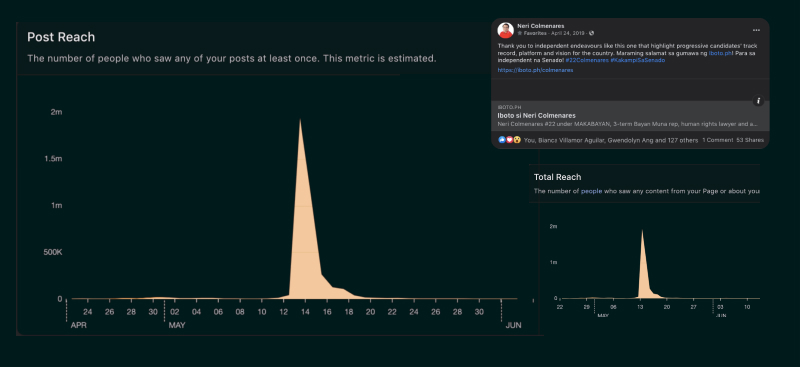 Post Reach
The number of people who saw any of your posts at least once. This metric is estimated.
2m
1.5m
1m
500K
0
24 26 28 30 02 04 06 08 10 12 14 16 18 20 22 24 26 28 30
APR MAY JUN
Neri Colmenares
Favorites · April 24, 2019
Thank you to independent endeavours like this one that highlight progressive candidates' track
record, platform and vision for the country. Maraming salamat sa gumawa ng iboto.ph! Para sa
independent na Senado! #22Colmenares #KakampiSaSenado
https://iboto.ph/colmenares
IBOTO.PH
Iboto si Neri Colmenares
Neri Colmenares #22 under MAKABAYAN, 3-term Bayan Muna rep, human rights lawyer and a...
You, Bianca Villamor Aguilar, Gwendolyn Ang and 127 others 1 Comment 53 Shares
Total Reach
The number of people who saw any content from your Page or about you
2m
1m
0
22 29 06 13 20 27 03 10
MAY JUN